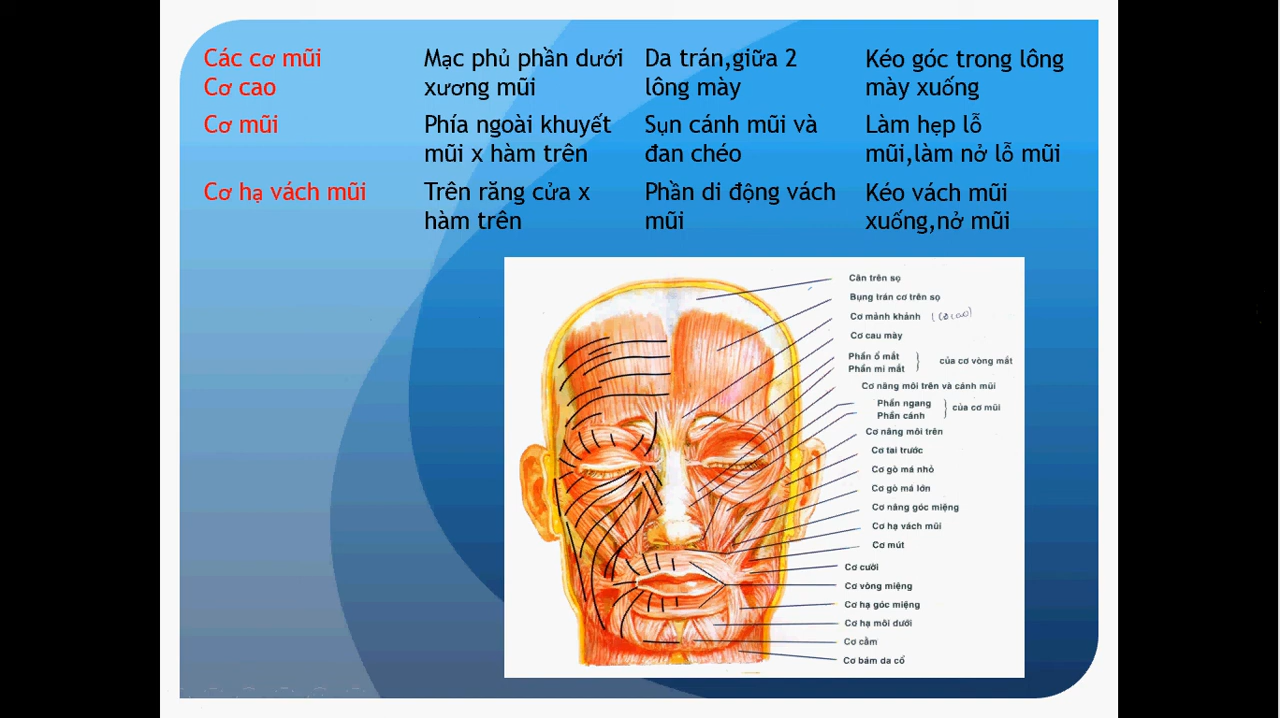 Các cơ mũi
Cơ cao
Mạc phủ phần dưới
xương mũi
Da trán,giữa 2
lông mày
Kéo góc trong lông
mày xuống
Cơ mũi
Phía ngoài khuyết
mũi x hàm trên
Sụn cánh mũi và
đan chéo
Làm hẹp lỗ
mũi,làm nở lỗ mũi
Cơ hạ vách mũi
Trên răng cửa x
hàm trên
Phần di động vách
mũi
Kéo vách mũi
xuống,nở mũi
Cân trên sọ
Bụng trán cơ trên sọ
Cơ mảnh khảnh
Cơ cau mày
Phần ổ mắt
Phần mi mắt
của cơ vòng mắt
Cơ nâng môi trên và cánh mũi
Phần ngang
Phần cánh
của cơ mũi
Cơ nâng môi trên
Cơ tai trước
Cơ gò má nhỏ
Cơ gò má lớn
Cơ nâng góc miệng
Cơ hạ vách mũi
Cơ mút
Cơ cười
Cơ vòng miệng
Cơ hạ góc miệng
Cơ hạ môi dưới
Cơ cằm
Cơ bám da cổ